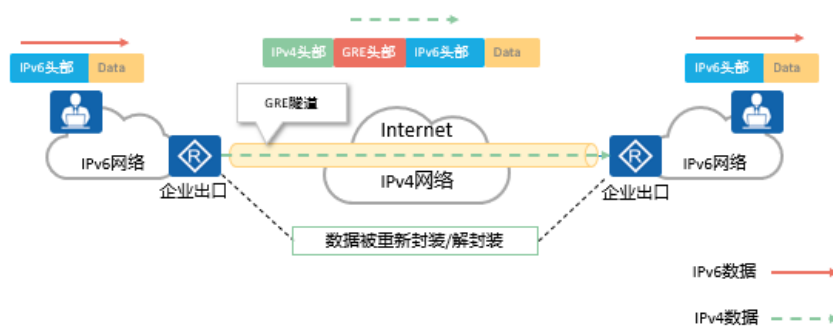 IPv4头部 GRE头部 IPv6头部 Data
IPv6头部 Data
IPv6头部 Data
GRE隧道
Internet
IPv6网络
R
R
IPv6网络
IPv4网络
企业出口
企业出口
数据被重新封装/解封装
IPv6数据
IPv4数据